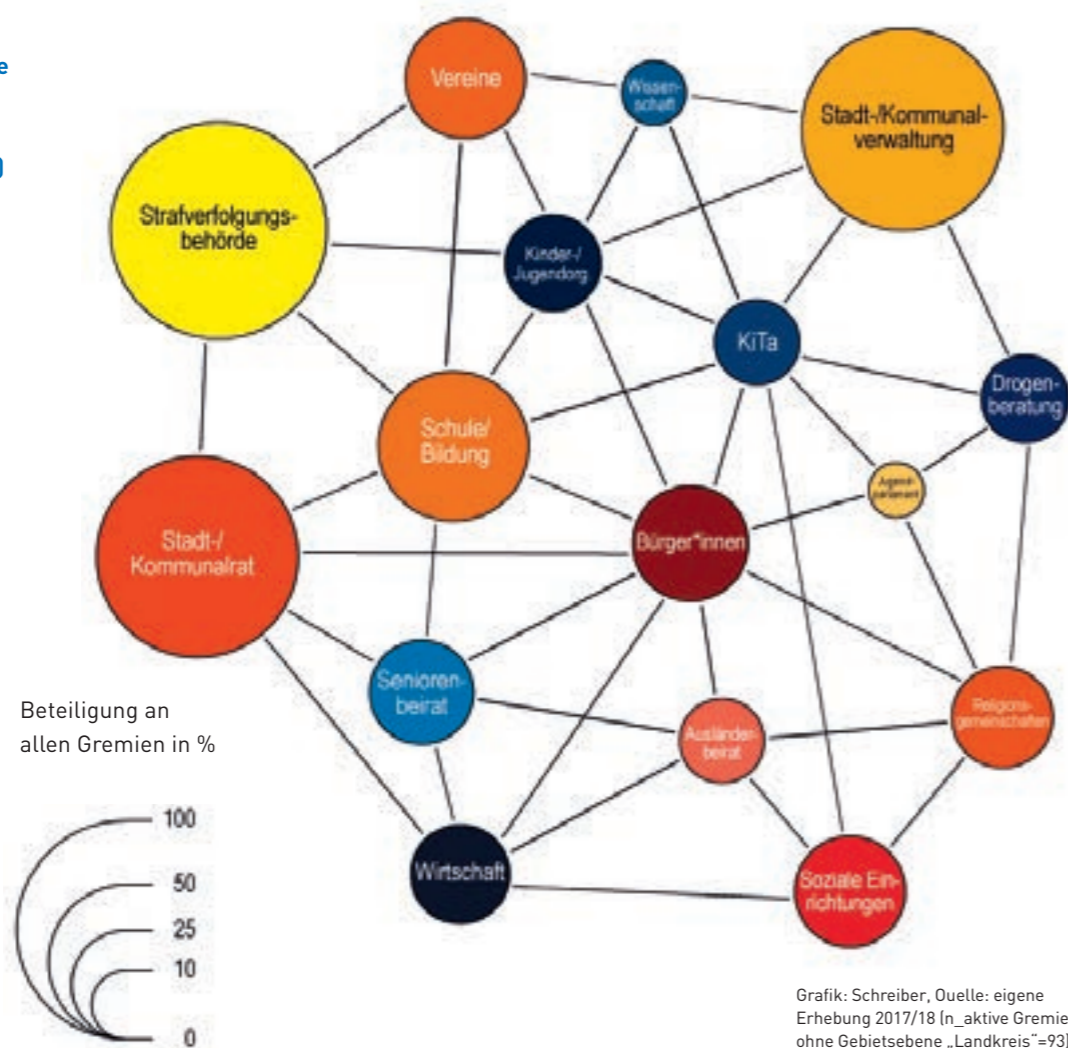 e
)
Vereine
Wissen-
schaft
Stadt-/Kommunal-
verwaltung
Strafverfolgungs-
behörde
Kinder-/
Jugendorg.
KiTa
Drogen-
beratung
Schule/
Bildung
Jugend-
parlament
Stadt-/
Kommunalrat
Bürger*innen
Senioren-
beirat
Religions-
gemeinschaften
Ausländer-
beirat
Wirtschaft
Soziale Ein-
richtungen
Beteiligung an
allen Gremien in %
100
50
25
10
0
Grafik: Schreiber, Quelle: eigene
Erhebung 2017/18 (n_aktive Gremie
ohne Gebietsebene „Landkreis“=93)